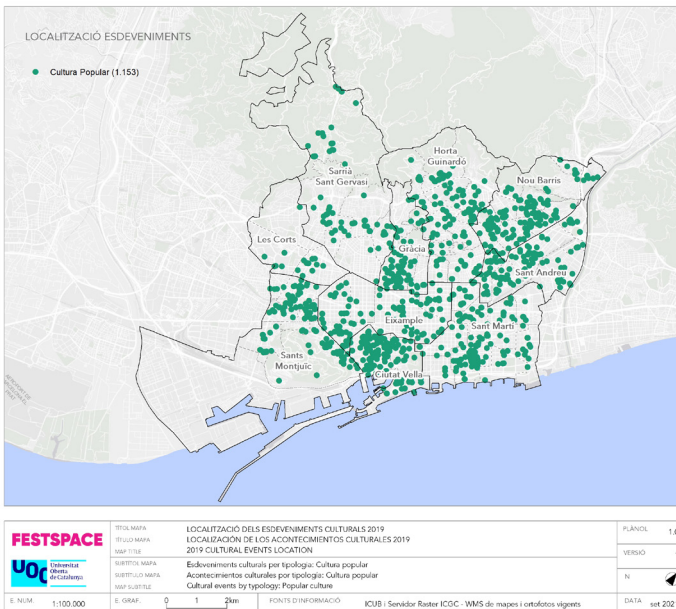 LOCALITZACIÓ ESDEVENIMENTS
Cultura Popular (1.153)
Horta
Guinardó
Nou Barris
Sarrià
Sant Gervasi
Les Corts
Gràcia
Sant Andreu
Eixample
Sant Martí
Sants
Montjuïc
Ciutat Vella
FESTSPACE
UOC Universitat
Oberta
de Catalunya
TÍTOL MAPA LOCALITZACIÓ DELS ESDEVENIMENTS CULTURALS 2019
TÍTULO MAPA LOCALIZACIÓN DE LOS ACONTECIMIENTOS CULTURALES 2019
MAP TITLE 2019 CULTURAL EVENTS LOCATION
SUBTÍTOL MAPA Esdeveniments culturals per tipologia: Cultura popular
SUBTÍTULO MAPA Acontecimientos culturales por tipología: Cultura popular
MAP SUBTITLE Cultural events by typology: Popular culture
PLÀNOL
VERSIÓ
N
E. NUM. 1:100.000
E. GRAF. 0 1 2km
FONTS D'INFORMACIÓ ICUB i Servidor Raster ICGC - WMS de mapes i ortofotos vigents
DATA set